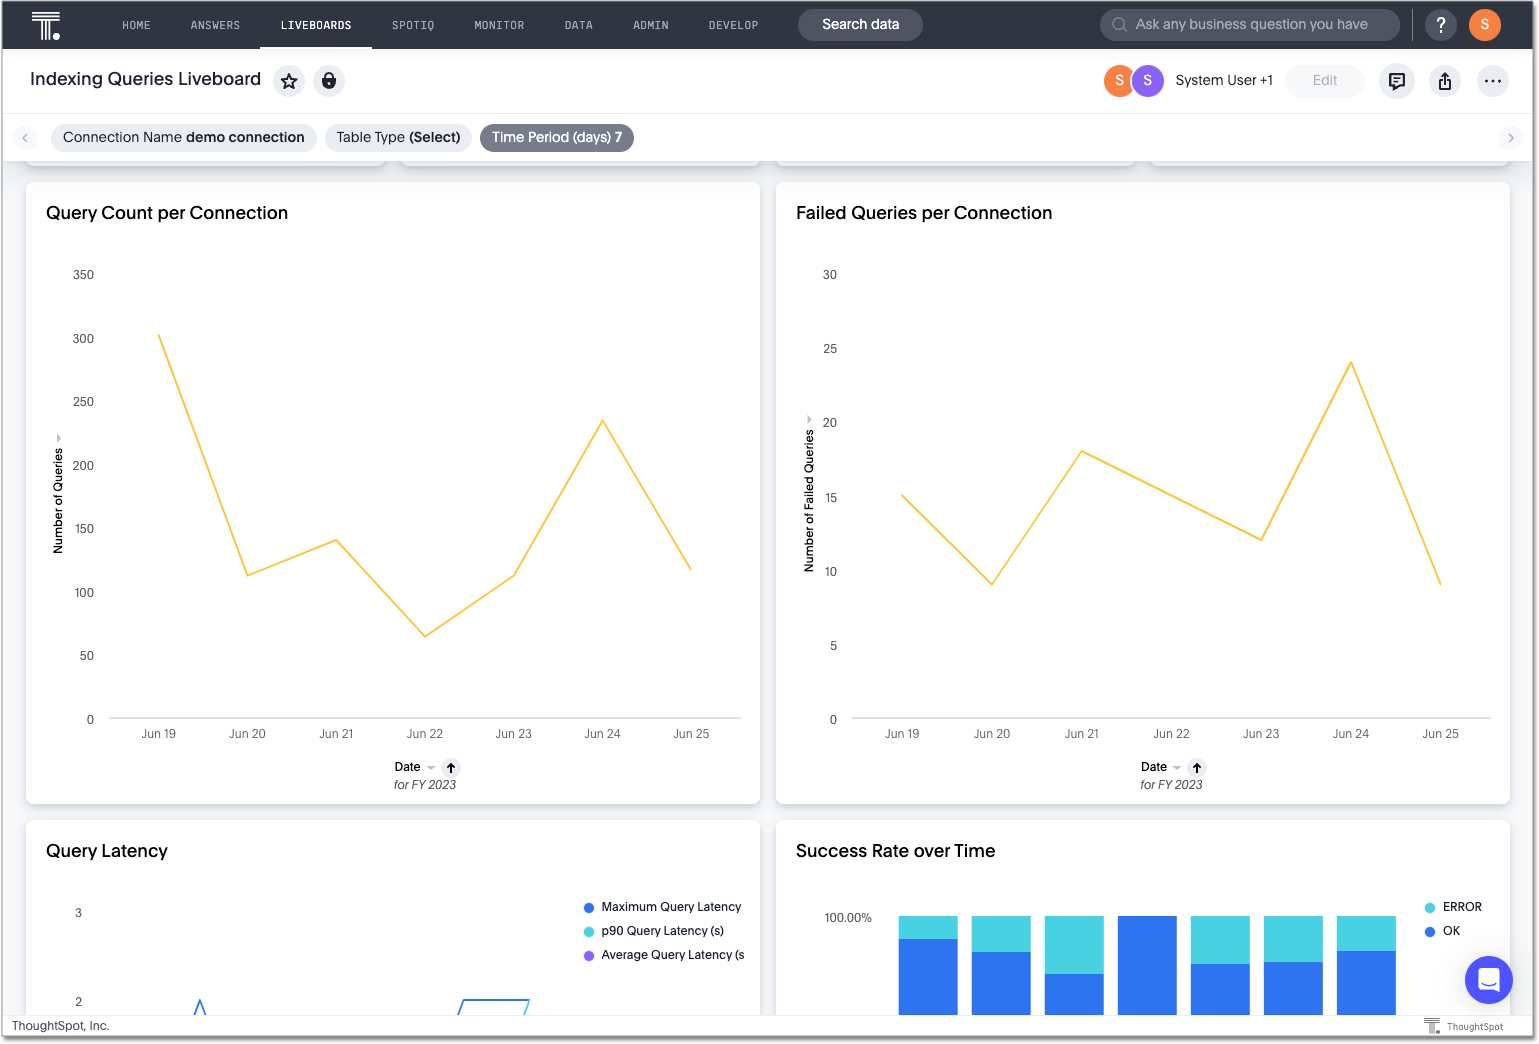 HOME ANSWERS LIVEBOARDS SPOTIQ MONITOR DATA ADMIN DEVELOP Search data Ask any business question you have ? S
Indexing Queries Liveboard S S System User +1 Edit
Connection Name demo connection Table Type (Select) Time Period (days) 7
Query Count per Connection
350
300
250
200
150
100
50
0
Number of Queries
Jun 19 Jun 20 Jun 21 Jun 22 Jun 23 Jun 24 Jun 25
Date
for FY 2023
Failed Queries per Connection
30
25
20
15
10
5
0
Number of Failed Queries
Jun 19 Jun 20 Jun 21 Jun 22 Jun 23 Jun 24 Jun 25
Date
for FY 2023
Query Latency
3
2
Maximum Query Latency
p90 Query Latency (s)
Average Query Latency (s
Success Rate over Time
100.00%
ERROR
OK
ThoughtSpot, Inc.
ThoughtSpot